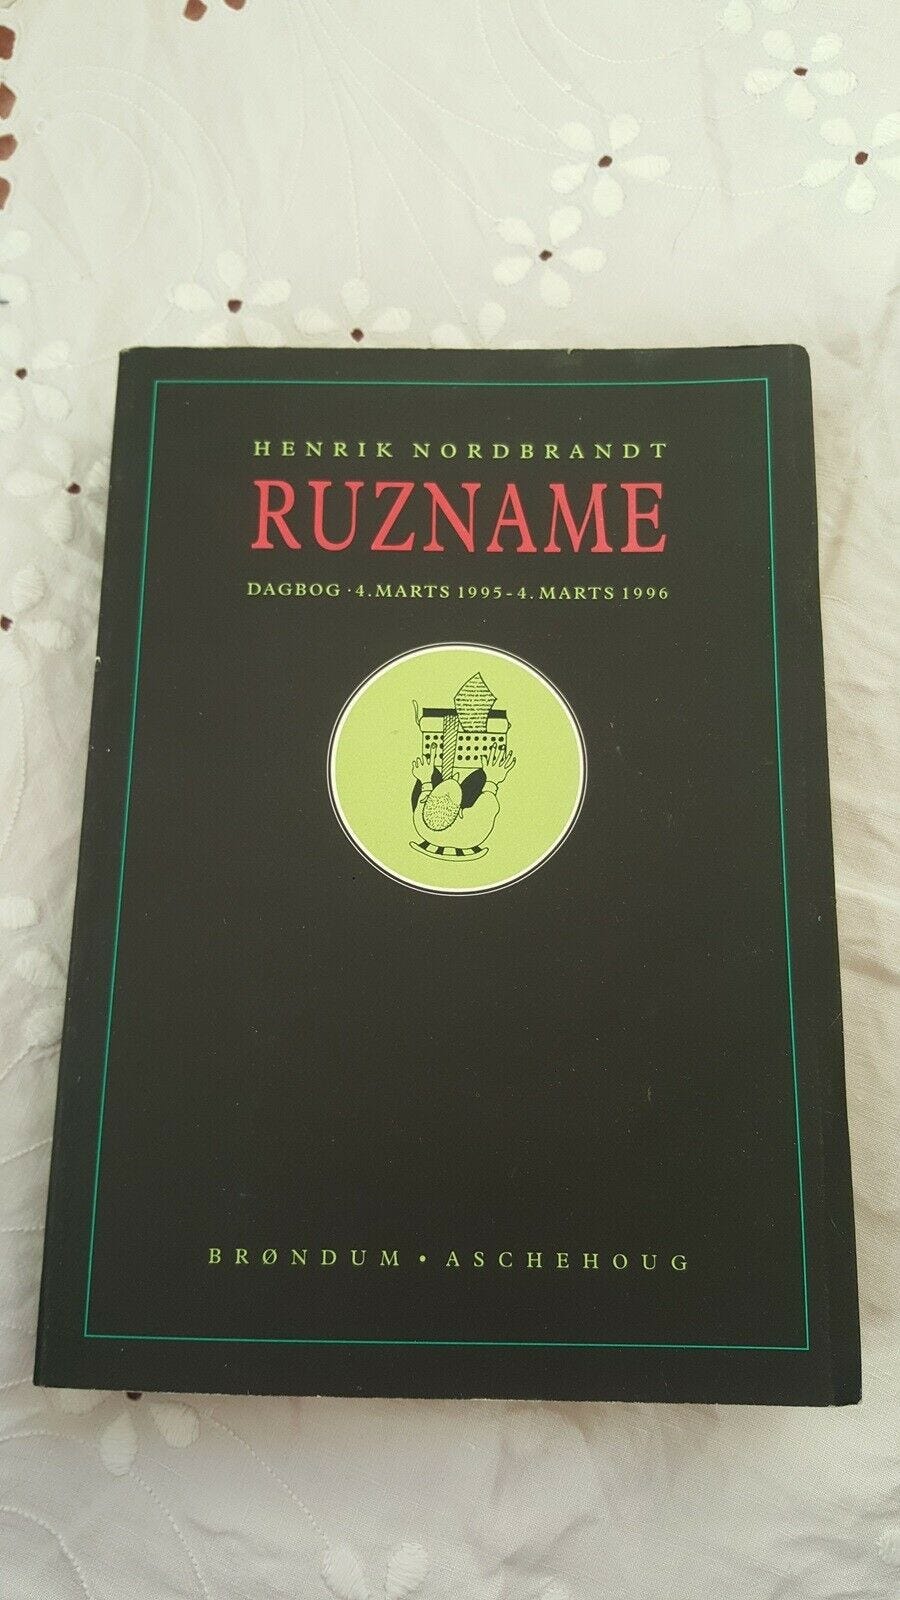 HENRIK NORDBRANDT
RUZNAME
DAGBOG · 4. MARTS 1995 - 4. MARTS 1996
BRØNDUM • ASCHEHOUG